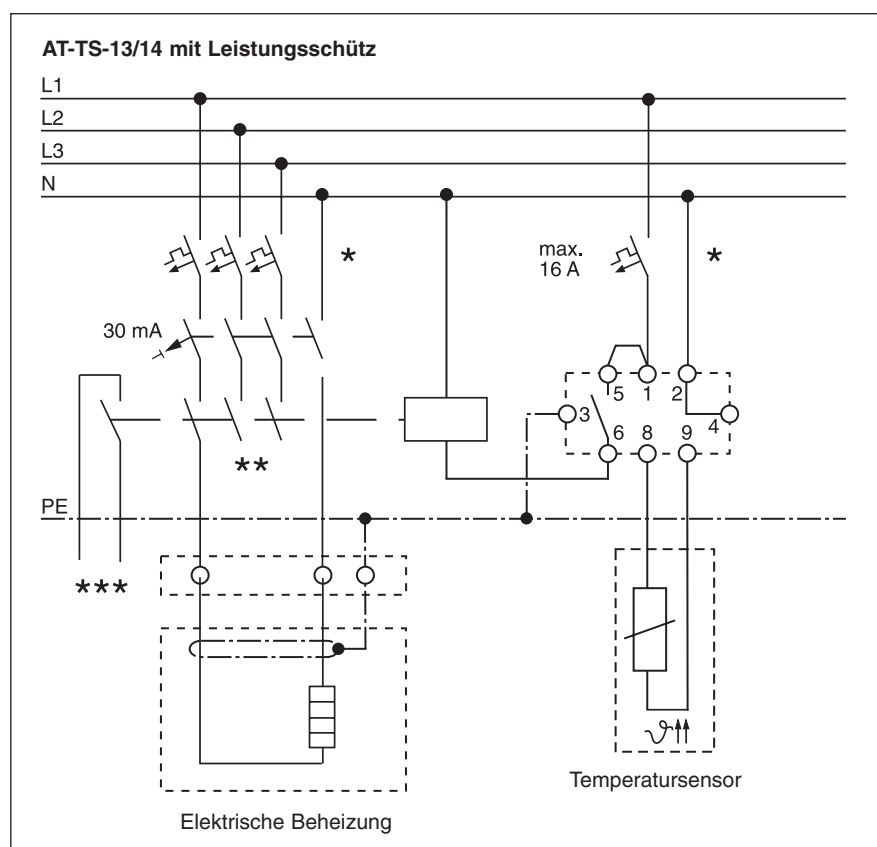 AT-TS-13/14 mit Leistungsschütz
L1
L2
L3
N
*
max.
16 A
*
30 mA
5 1 2
3
4
6 8 9
**
PE
***
ϑ
Temperatursensor
Elektrische Beheizung